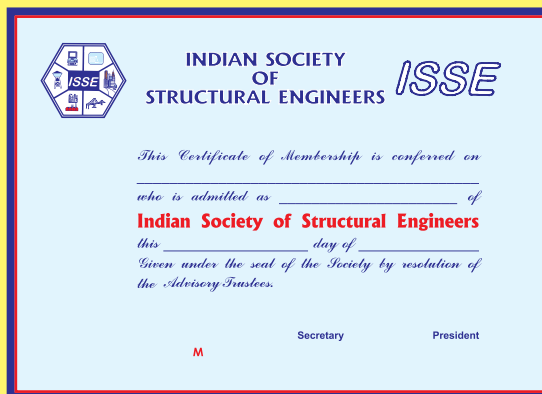 ISSE
INDIAN SOCIETY
OF
STRUCTURAL ENGINEERS
ISSE
This Certificate of Membership is conferred on
who is admitted as of
Indian Society of Structural Engineers
this day of
Given under the seal of the Society by resolution of
the Advisory Trustees.
Secretary President
M